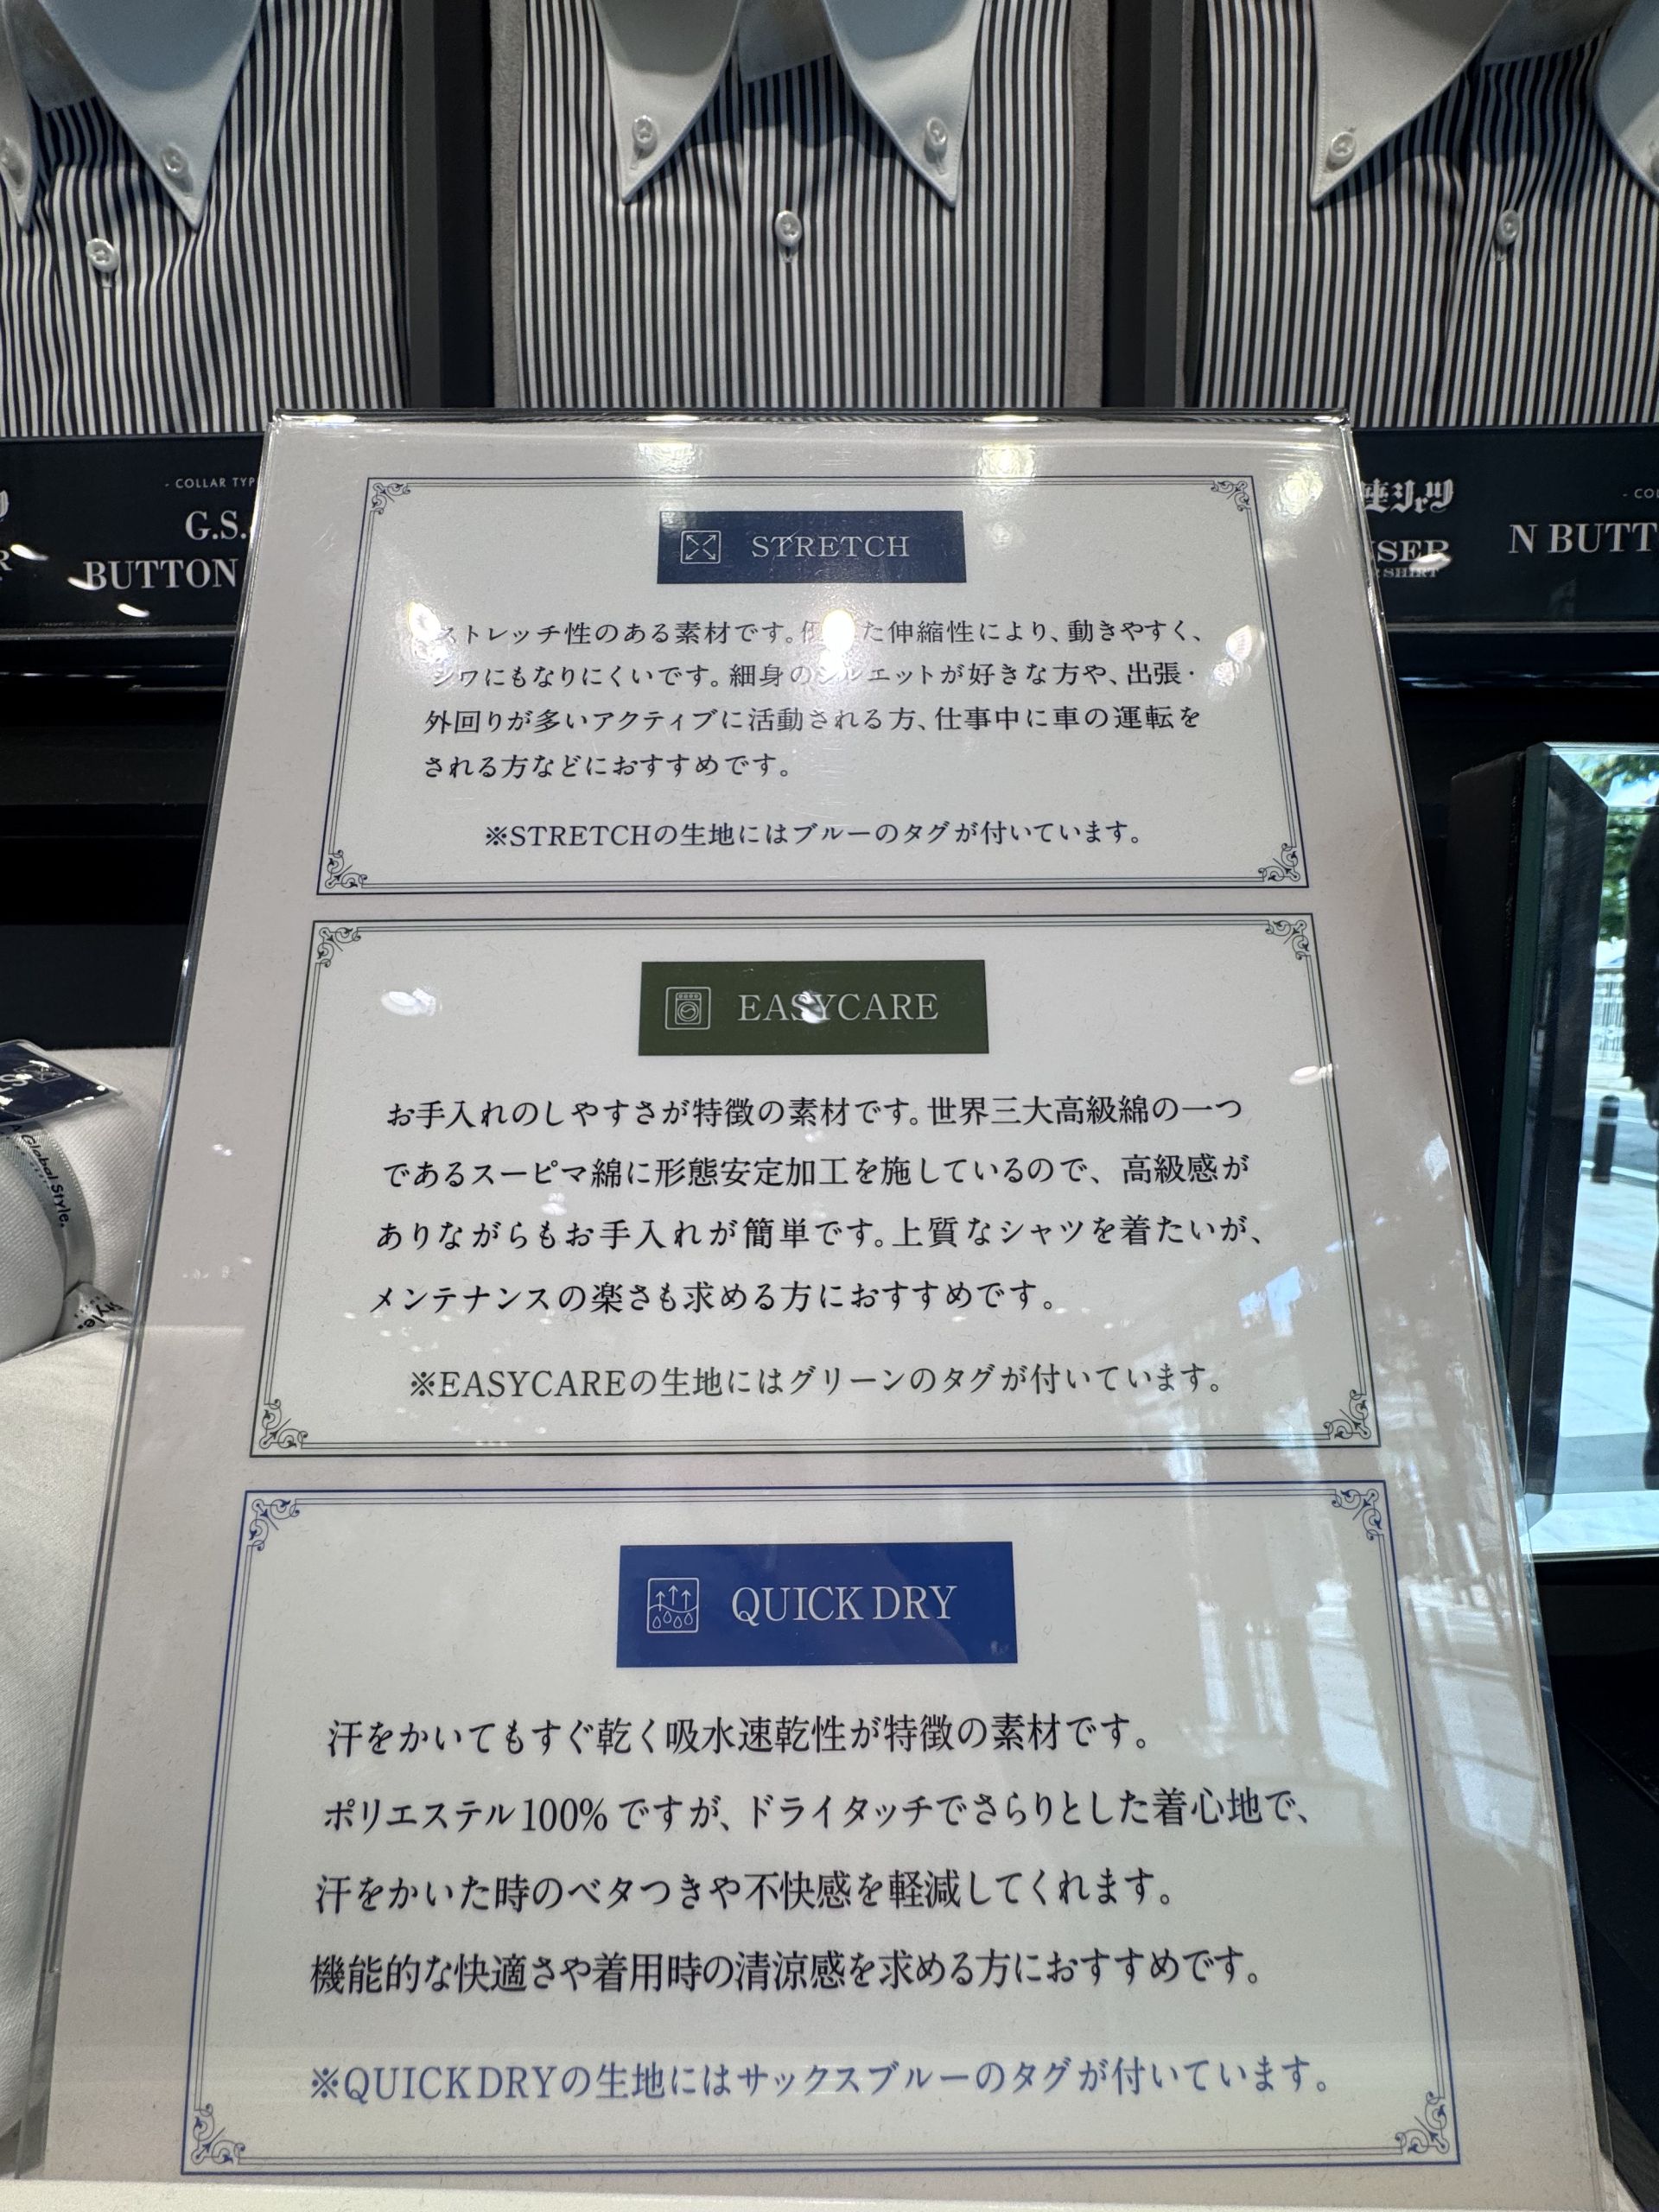 - COLLAR TYP
G.S.
BUTTON
座シャツ
SER
SHIRT
N BUTT
STRETCH
ストレッチ性のある素材です。 た伸縮性により、動きやすく、
シワにもなりにくいです。細身のシルエットが好きな方や、出張・
外回りが多いアクティブに活動される方、仕事中に車の運転を
される方などにおすすめです。
※STRETCHの生地にはブルーのタグが付いています。
EASYCARE
お手入れのしやすさが特徴の素材です。世界三大高級綿の一つ
であるスーピマ綿に形態安定加工を施しているので、高級感が
ありながらもお手入れが簡単です。上質なシャツを着たいが、
メンテナンスの楽さも求める方におすすめです。
※EASYCAREの生地にはグリーンのタグが付いています。
A Global Style.
QUICK DRY
汗をかいてもすぐ乾く吸水速乾性が特徴の素材です。
ポリエステル100%ですが、ドライタッチでさらりとした着心地で、
汗をかいた時のベタつきや不快感を軽減してくれます。
機能的な快適さや着用時の清涼感を求める方におすすめです。
※QUICKDRYの生地にはサックスブルーのタグが付いています。